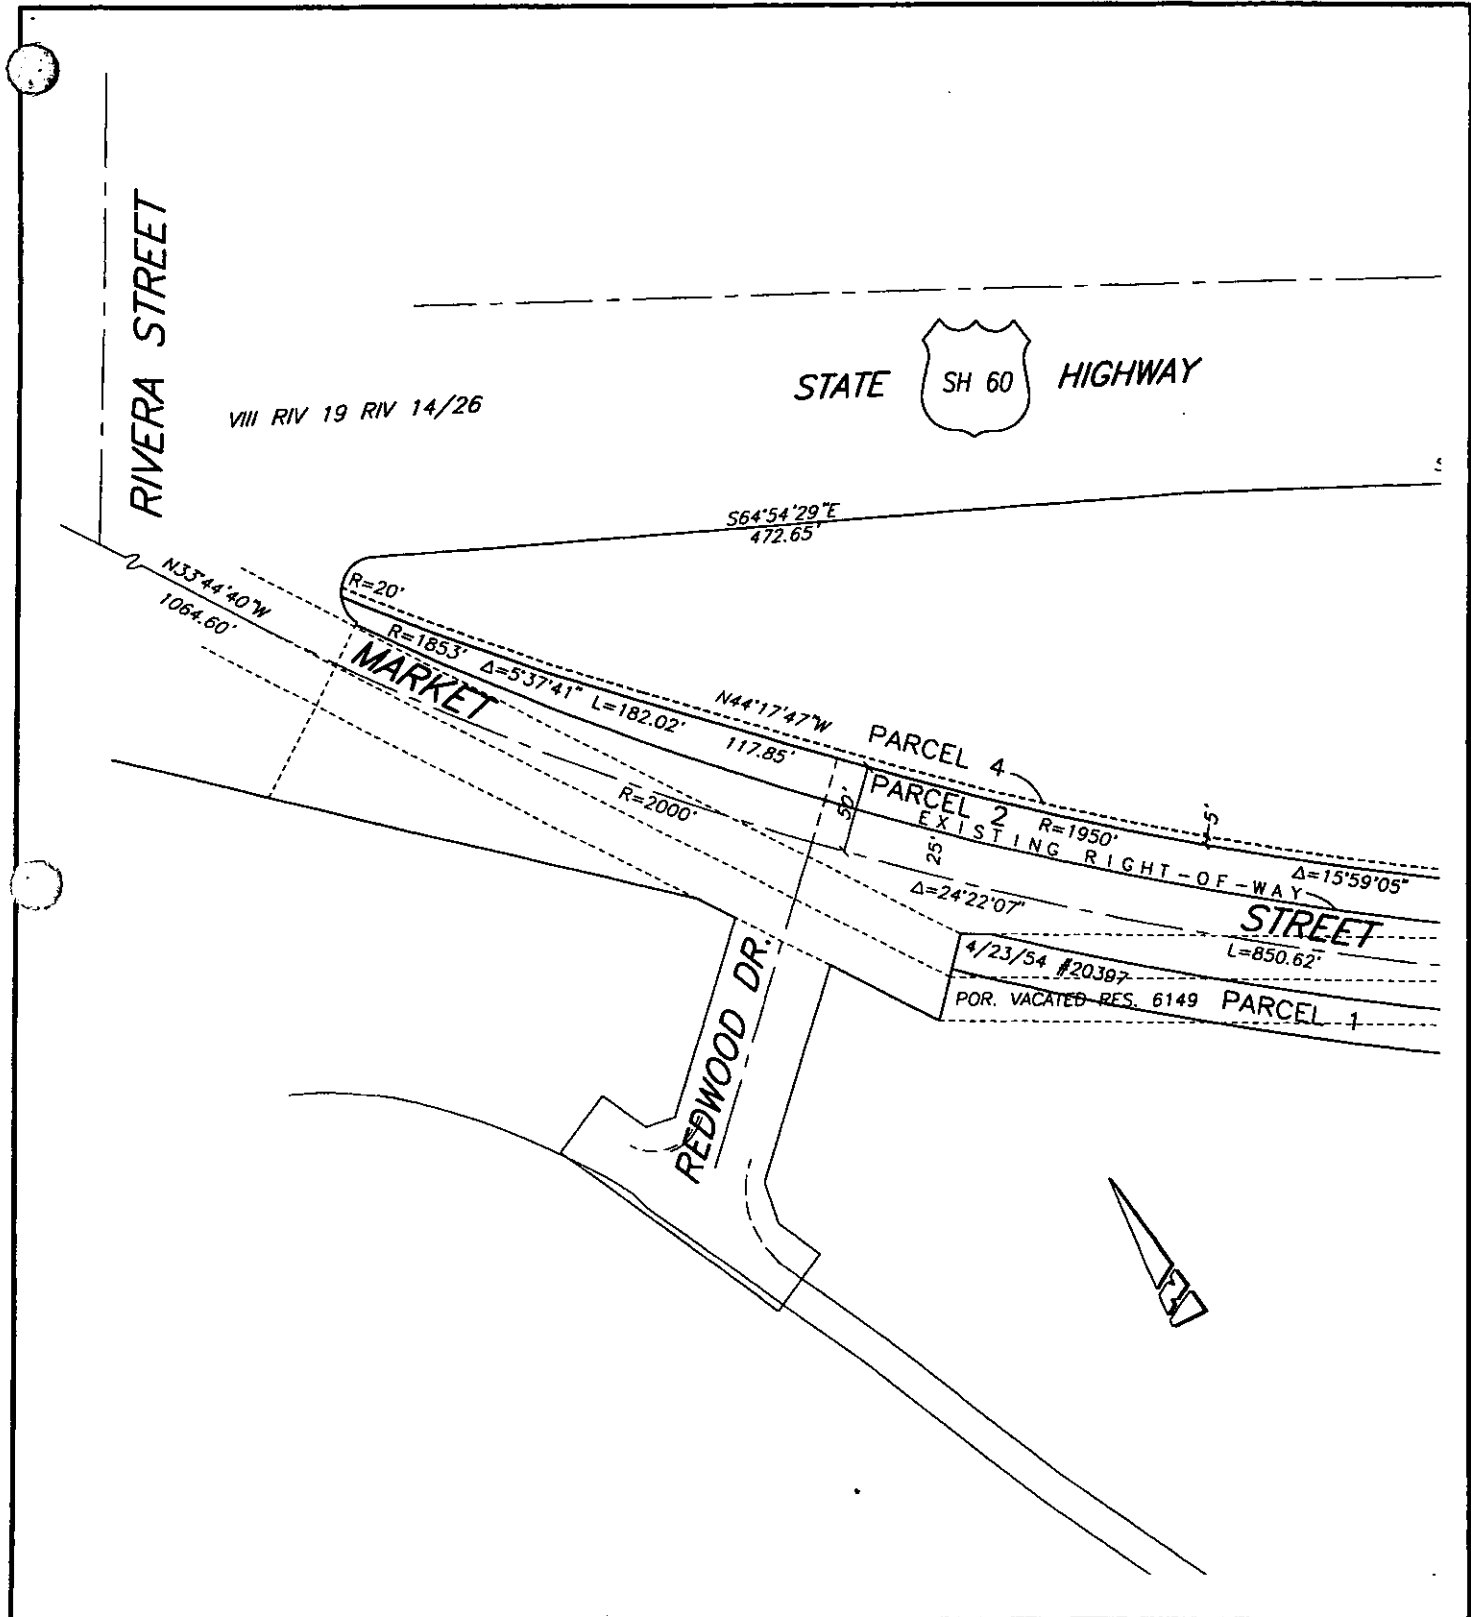 RIVERA STREET
VIII RIV 19 RIV 14/26
STATE
SH 60
HIGHWAY
S64°54'29"E
472.65'
N33°44'40"W
1064.60'
R=20'
R=1853' Δ=5°37'41" L=182.02'
MARKET
N44°17'47"W
117.85'
R=2000'
PARCEL 4
PARCEL 2
R=1950'
5'
50'
25'
EXISTING RIGHT-OF-WAY
Δ=15°59'05"
Δ=24°22'07"
STREET
L=850.62'
4/23/54 #20397
POR. VACATED RES. 6149
PARCEL 1
REDWOOD DR.
N